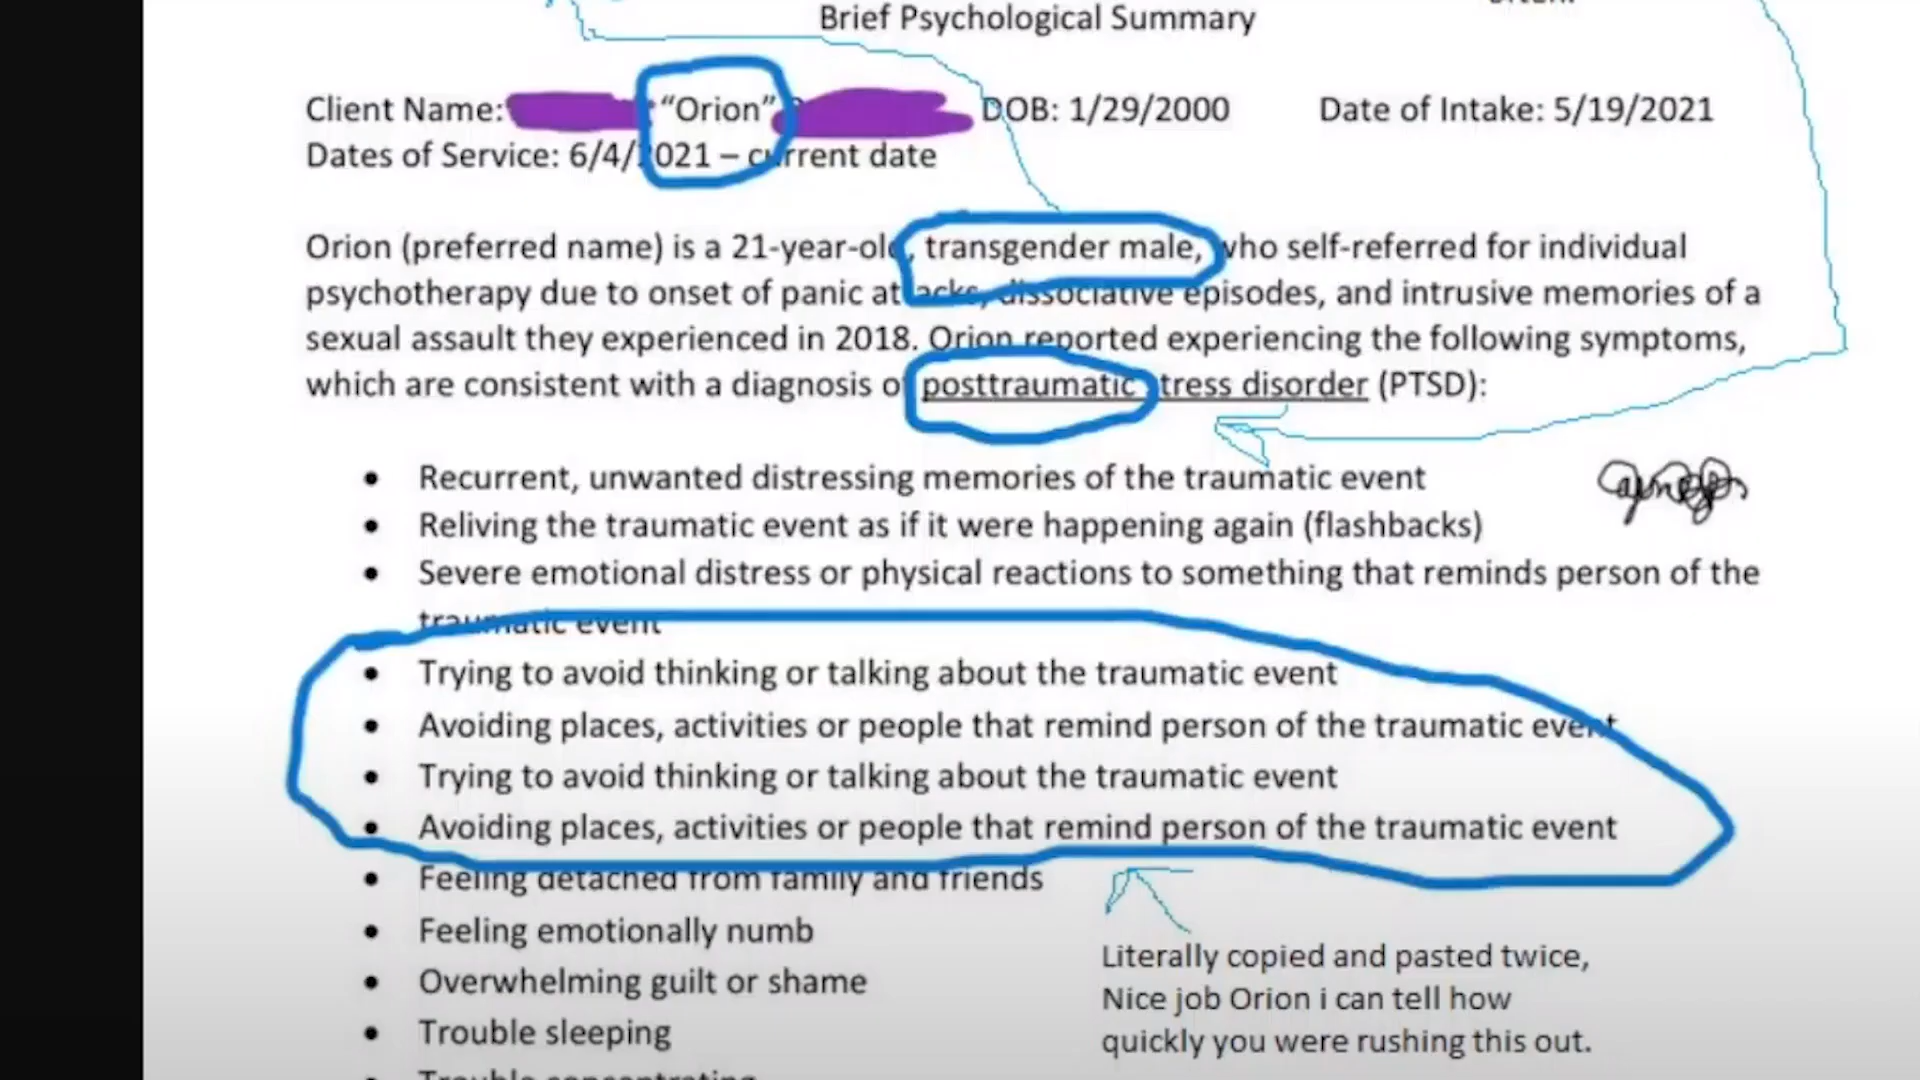 Brief Psychological Summary
Client Name: "Orion" DOB: 1/29/2000 Date of Intake: 5/19/2021
Dates of Service: 6/4/2021 – current date
Orion (preferred name) is a 21-year-old, transgender male, who self-referred for individual
psychotherapy due to onset of panic attacks, dissociative episodes, and intrusive memories of a
sexual assault they experienced in 2018. Orion reported experiencing the following symptoms,
which are consistent with a diagnosis of posttraumatic stress disorder (PTSD):
• Recurrent, unwanted distressing memories of the traumatic event
• Reliving the traumatic event as if it were happening again (flashbacks)
• Severe emotional distress or physical reactions to something that reminds person of the
traumatic event
• Trying to avoid thinking or talking about the traumatic event
• Avoiding places, activities or people that remind person of the traumatic event
• Trying to avoid thinking or talking about the traumatic event
• Avoiding places, activities or people that remind person of the traumatic event
• Feeling detached from family and friends
• Feeling emotionally numb
• Overwhelming guilt or shame
• Trouble sleeping
• Trouble concentrating
Literally copied and pasted twice,
Nice job Orion i can tell how
quickly you were rushing this out.